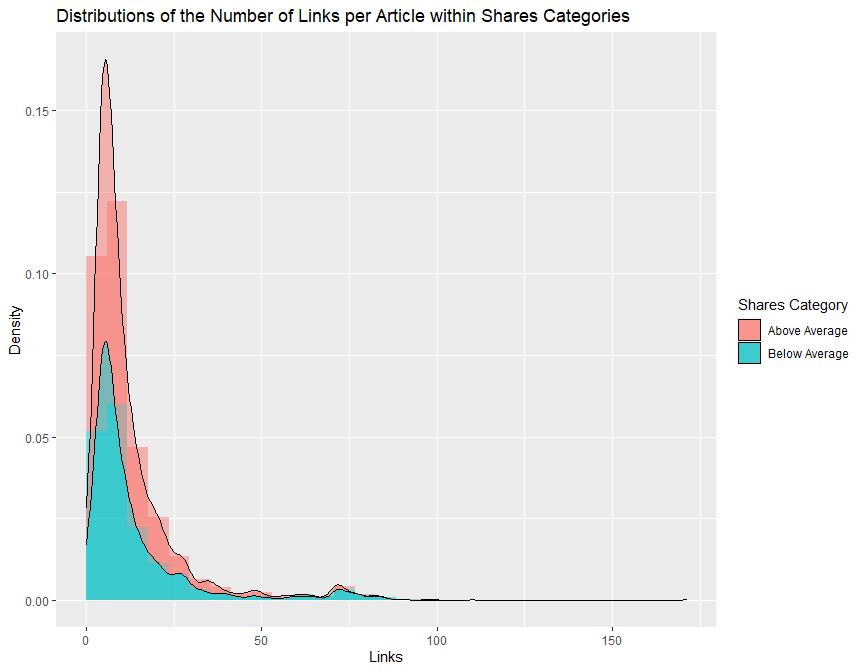 Distributions of the Number of Links per Article within Shares Categories
0.15
0.10
0.05
0.00
Density
0
50
100
150
Links
Shares Category
Above Average
Below Average